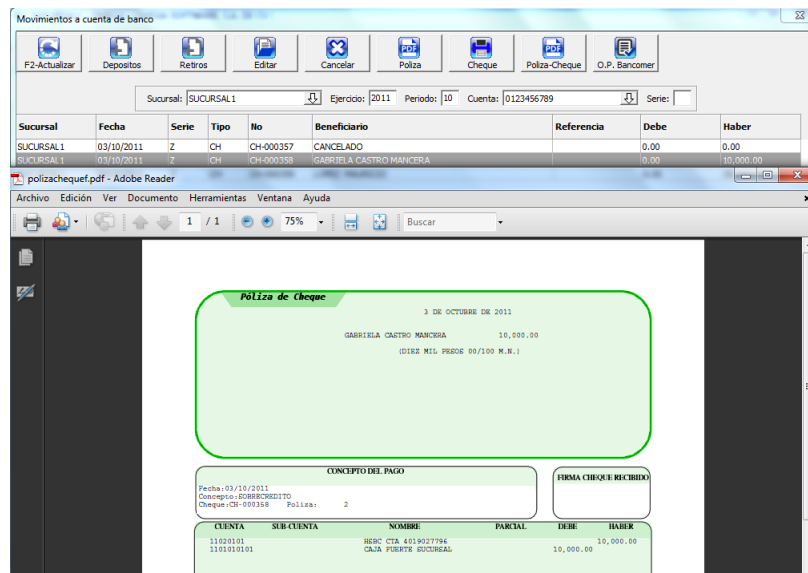 Movimientos a cuenta de banco
F2-Actualizar Depositos Retiros Editar Cancelar Poliza Cheque Poliza-Cheque O.P. Bancomer
Sucursal: SUCURSAL1 Ejercicio: 2011 Periodo: 10 Cuenta: 0123456789 Serie:
Sucursal Fecha Serie Tipo No Beneficiario Referencia Debe Haber
SUCURSAL1 03/10/2011 Z CH CH-000357 CANCELADO 0.00 0.00
SUCURSAL1 03/10/2011 Z CH CH-000358 GABRIELA CASTRO MANCERA 0.00 10,000.00
polizachequef.pdf - Adobe Reader
Archivo Edición Ver Documento Herramientas Ventana Ayuda
1 / 1 75% Buscar
Póliza de Cheque
3 DE OCTUBRE DE 2011
GABRIELA CASTRO MANCERA 10,000.00
(DIEZ MIL PESOS 00/100 M.N.)
CONCEPTO DEL PAGO
FIRMA CHEQUE RECIBIDO
Fecha:03/10/2011
Concepto:SOBRECREDITO
Cheque:CH-000358 Poliza: 2
CUENTA SUB-CUENTA NOMBRE PARCIAL DEBE HABER
11020101 HSBC CTA 4019027796 10,000.00
1101010101 CAJA FUERTE SUCURSAL 10,000.00